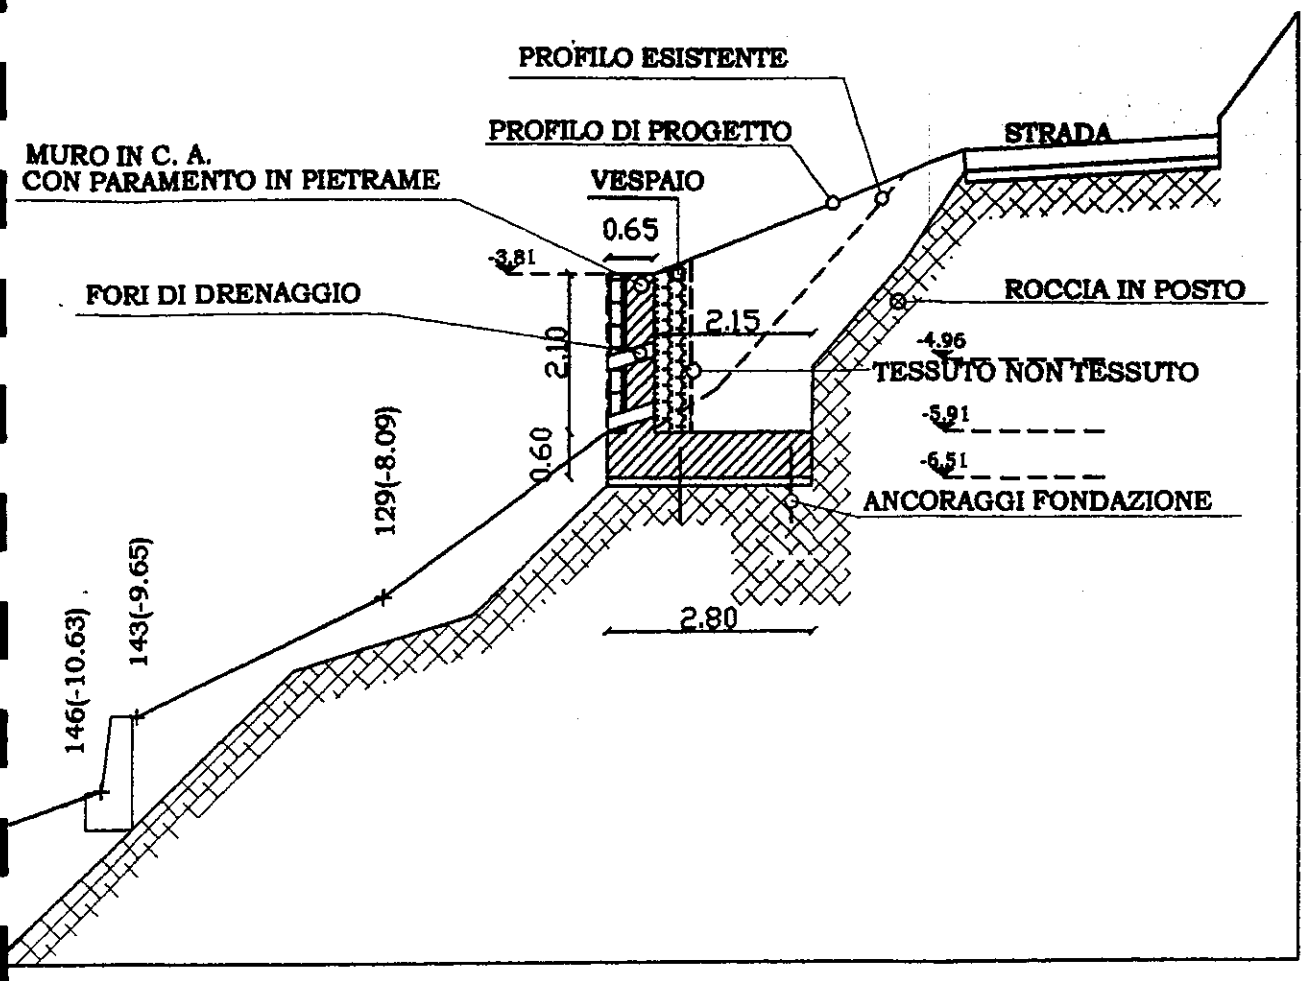 PROFILO ESISTENTE
PROFILO DI PROGETTO
STRADA
MURO IN C. A.
CON PARAMENTO IN PIETRAME
VESPAIO
0.65
-3.81
FORI DI DRENAGGIO
ROCCIA IN POSTO
2.15
2.10
-4.96
TESSUTO NON TESSUTO
-5.91
0.60
-6.51
ANCORAGGI FONDAZIONE
129(-8.09)
143(-9.65)
146(-10.63)
2.80